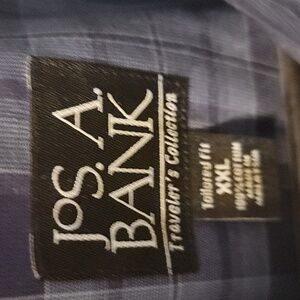 JOS. A.
BANK
Traveler's Collection
Tailored Fit
XXL